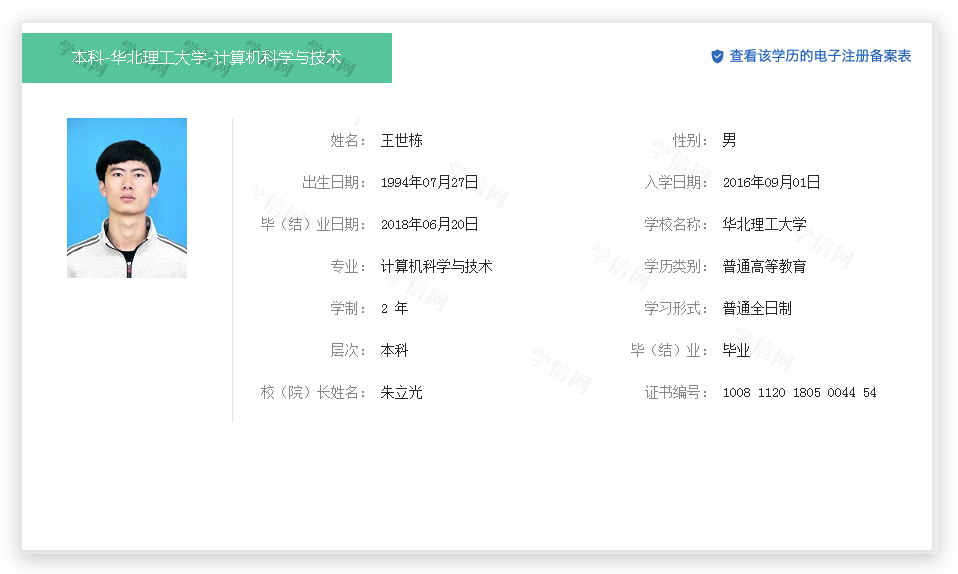 本科-华北理工大学-计算机科学与技术
查看该学历的电子注册备案表
姓名： 王世栋 性别： 男
出生日期： 1994年07月27日 入学日期： 2016年09月01日
毕（结）业日期： 2018年06月20日 学校名称： 华北理工大学
专业： 计算机科学与技术 学历类别： 普通高等教育
学制： 2 年 学习形式： 普通全日制
层次： 本科 毕（结）业： 毕业
校（院）长姓名： 朱立光 证书编号： 1008 1120 1805 0044 54
学信网
学信网
学信网
学信网
学信网
学信网
学信网
学信网